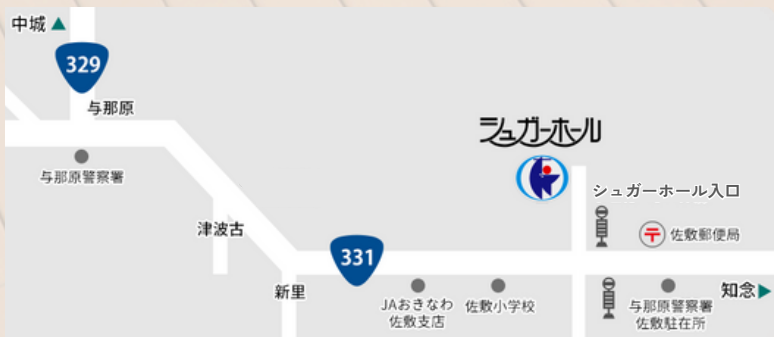 中城▲
329
与那原
与那原警察署
シュガーホール
シュガーホール入口
〒 佐敷郵便局
津波古
331
新里
JAおきなわ
佐敷支店
佐敷小学校
与那原警察署
佐敷駐在所
知念▶